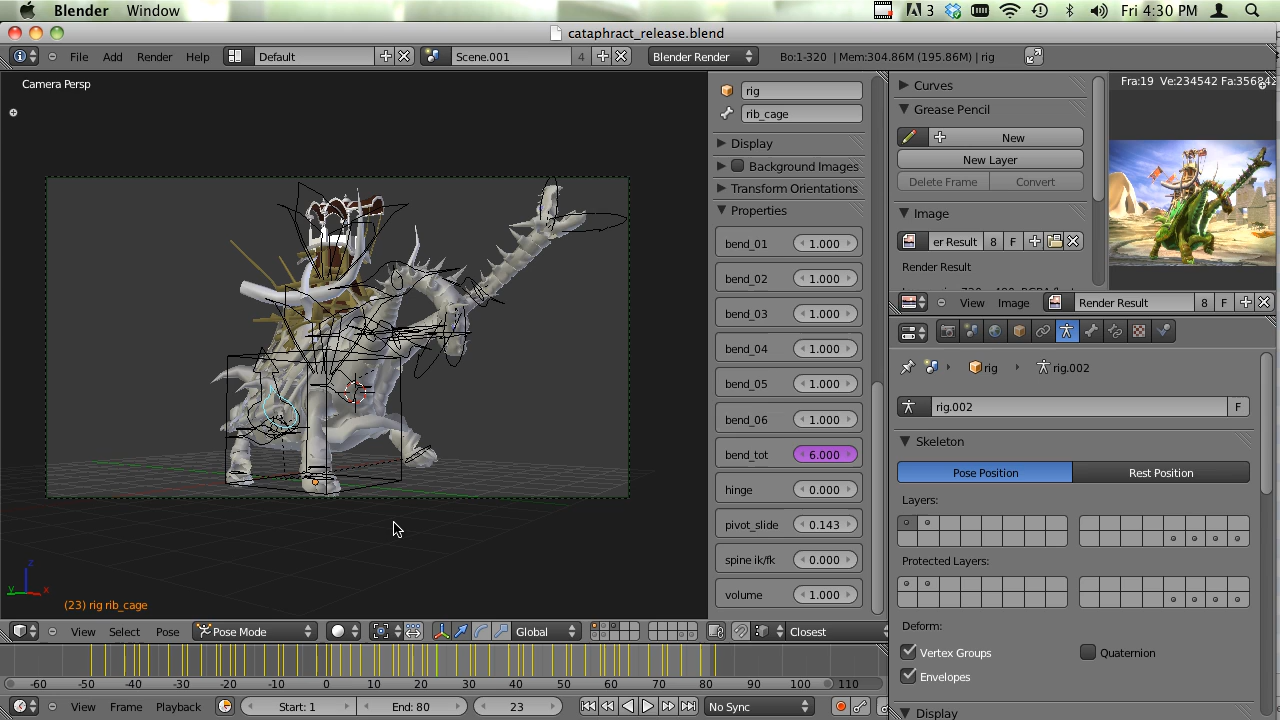 Blender Window 3 Fri 4:30 PM
cataphract_release.blend
File Add Render Help Default Scene.001 4 Blender Render Bo:1-320 | Mem:304.86M (195.86M) | rig
Camera Persp
rig
rib_cage
Display
Background Images
Transform Orientations
Properties
bend_01 1.000
bend_02 1.000
bend_03 1.000
bend_04 1.000
bend_05 1.000
bend_06 1.000
bend_tot 6.000
hinge 0.000
pivot_slide 0.143
spine ik/fk 0.000
volume 1.000
Curves
Grease Pencil
New
New Layer
Delete Frame Convert
Image
er Result 8 F
Render Result
Fra:19 Ve:234542
View Image Render Result 8 F
rig rig.002
rig.002 F
Skeleton
Pose Position Rest Position
Layers:
Protected Layers:
Deform:
Vertex Groups Quaternion
Envelopes
Display
z
y x
(23) rig rib_cage
View Select Pose Pose Mode Global Closest
-60 -50 -40 -30 -20 -10 0 10 20 30 40 50 60 70 80 90 100 110
View Frame Playback Start: 1 End: 80 23 No Sync